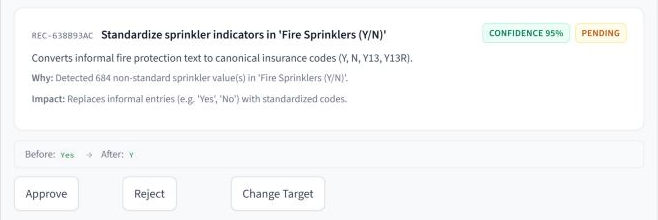 REC-638B93AC Standardize sprinkler indicators in 'Fire Sprinklers (Y/N)' CONFIDENCE 95% PENDING
Converts informal fire protection text to canonical insurance codes (Y, N, Y13, Y13R).
Why: Detected 684 non-standard sprinkler value(s) in 'Fire Sprinklers (Y/N)'.
Impact: Replaces informal entries (e.g. 'Yes', 'No') with standardized codes.
Before: Yes → After: Y
Approve Reject Change Target